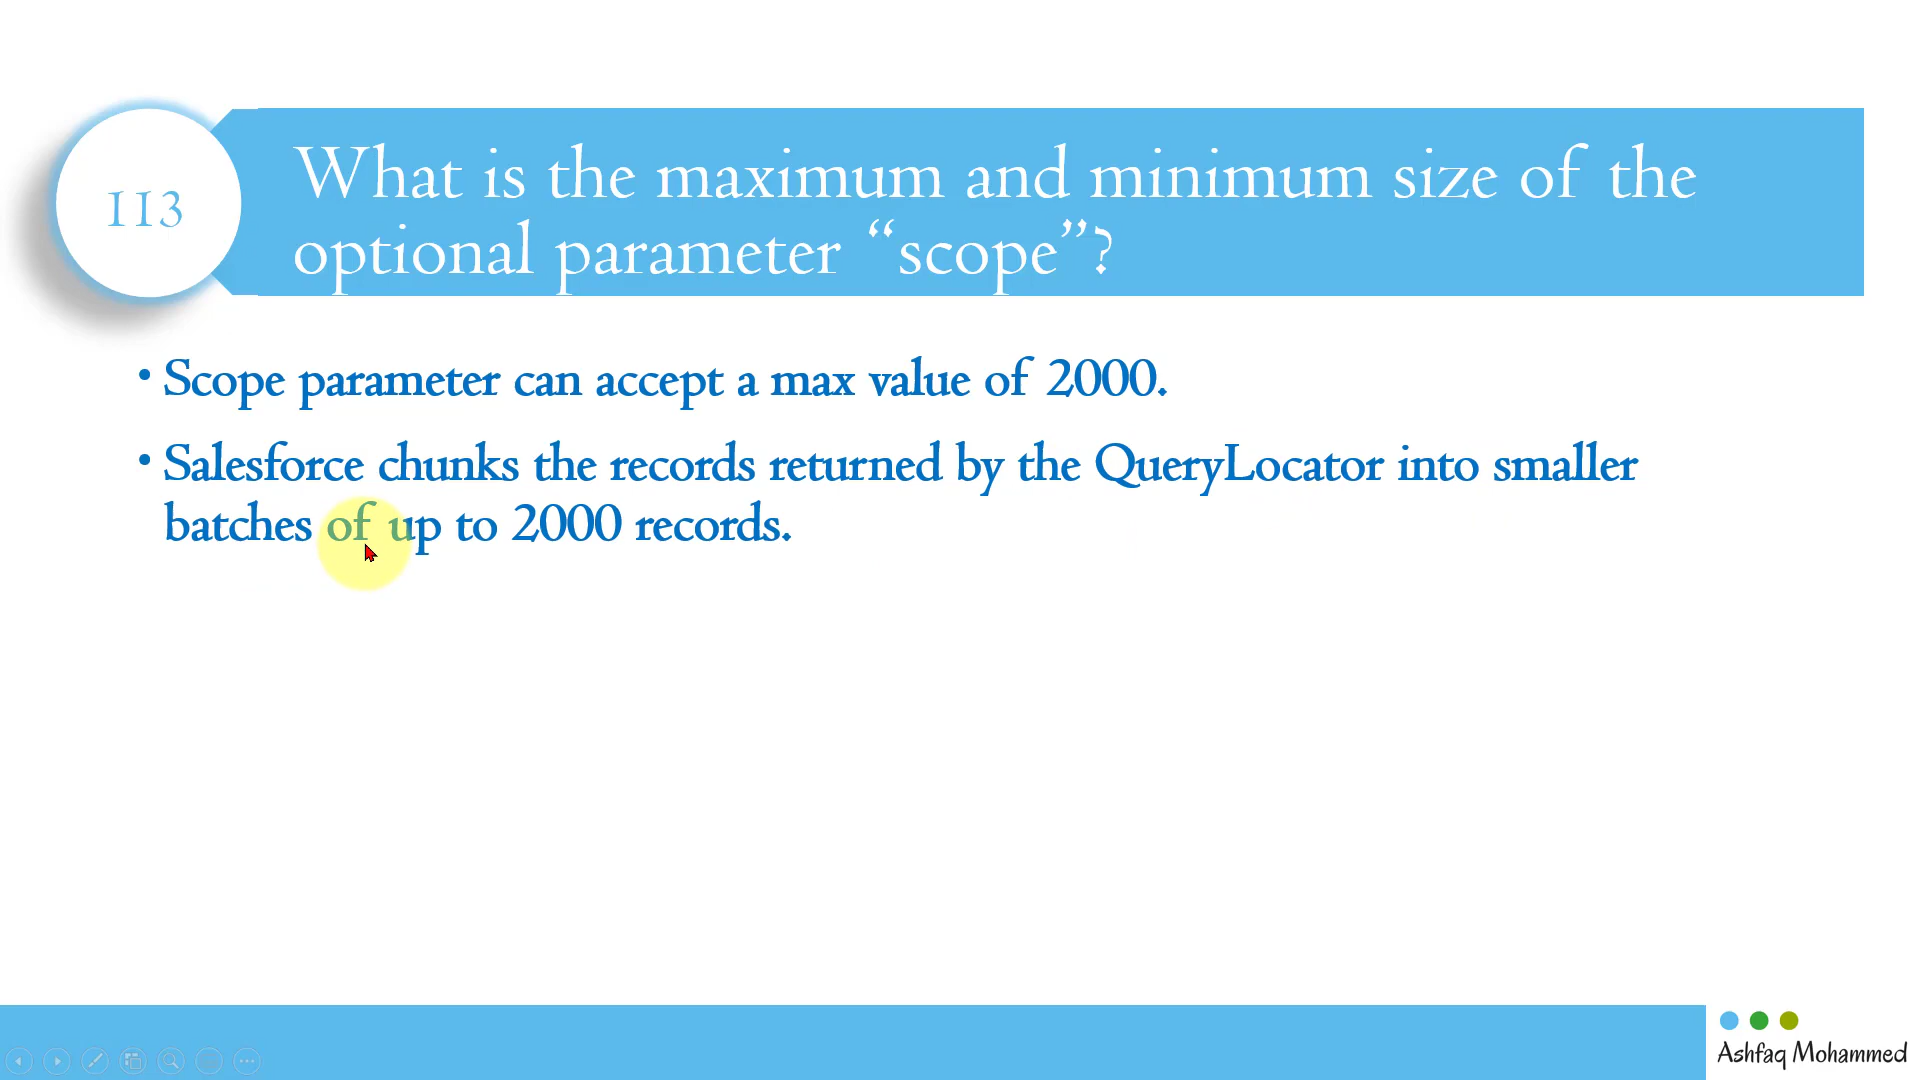 113
What is the maximum and minimum size of the
optional parameter “scope”?
• Scope parameter can accept a max value of 2000.
• Salesforce chunks the records returned by the QueryLocator into smaller
batches of up to 2000 records.
Ashfaq Mohammed